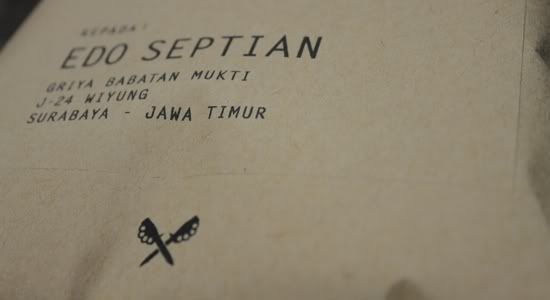 KEPADA:
EDO SEPTIAN
GRIYA BABATAN MUKTI
J-24 WIYUNG
SURABAYA - JAWA TIMUR